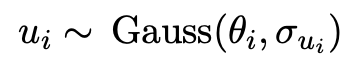 u_i ∼ Gauss(θ_i, σ_{u_i})